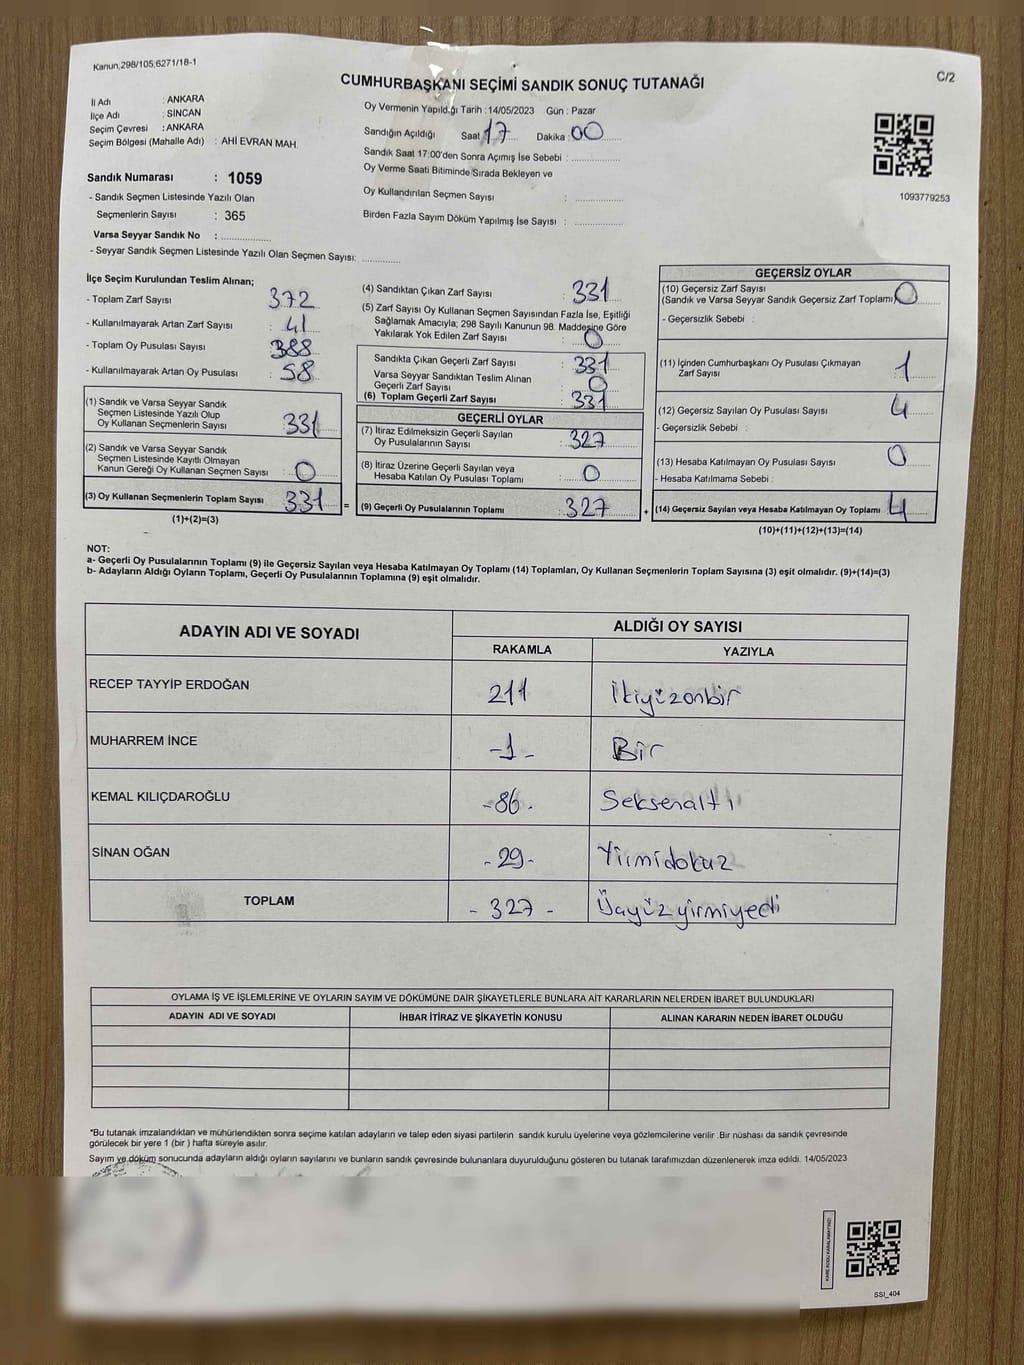 Kanun,298/105,6271/18-1
C/2
CUMHURBAŞKANI SEÇİMİ SANDIK SONUÇ TUTANAĞI
İl Adı : ANKARA
İlçe Adı : SİNCAN
Seçim Çevresi : ANKARA
Seçim Bölgesi (Mahalle Adı) : AHİ EVRAN MAH.
Sandık Numarası : 1059
- Sandık Seçmen Listesinde Yazılı Olan
Seçmenlerin Sayısı : 365
Varsa Seyyar Sandık No : ................
- Seyyar Sandık Seçmen Listesinde Yazılı Olan Seçmen Sayısı: ............
Oy Vermenin Yapıldığı Tarih : 14/05/2023 Gün : Pazar
Sandığın Açıldığı Saat 17 Dakika 00
Sandık Saat 17:00'den Sonra Açımış İse Sebebi : ................
Oy Verme Saati Bitiminde Sırada Bekleyen ve
Oy Kullandırılan Seçmen Sayısı : ................
Birden Fazla Sayım Döküm Yapılmış İse Sayısı : ................
1093779253
İlçe Seçim Kurulundan Teslim Alınan;
- Toplam Zarf Sayısı 372
- Kullanılmayarak Artan Zarf Sayısı : 41
- Toplam Oy Pusulası Sayısı 388
- Kullanılmayarak Artan Oy Pusulası : 58
(1) Sandık ve Varsa Seyyar Sandık
Seçmen Listesinde Yazılı Olup
Oy Kullanan Seçmenlerin Sayısı : 331
(2) Sandık ve Varsa Seyyar Sandık
Seçmen Listesinde Kayıtlı Olmayan
Kanun Gereği Oy Kullanan Seçmen Sayısı : 0
(3) Oy Kullanan Seçmenlerin Toplam Sayısı 331 =
(1)+(2)=(3)
(4) Sandıktan Çıkan Zarf Sayısı : 331
(5) Zarf Sayısı Oy Kullanan Seçmen Sayısından Fazla İse, Eşitliği
Sağlamak Amacıyla; 298 Sayılı Kanunun 98. Maddesine Göre
Yakılarak Yok Edilen Zarf Sayısı : 0
Sandıkta Çıkan Geçerli Zarf Sayısı : 331
Varsa Seyyar Sandıktan Teslim Alınan
Geçerli Zarf Sayısı : 0
(6) Toplam Geçerli Zarf Sayısı : 331
GEÇERLİ OYLAR
(7) İtiraz Edilmeksizin Geçerli Sayılan
Oy Pusulalarının Sayısı : 327
(8) İtiraz Üzerine Geçerli Sayılan veya
Hesaba Katılan Oy Pusulası Toplamı : 0
(9) Geçerli Oy Pusulalarının Toplamı : 327 +
GEÇERSİZ OYLAR
(10) Geçersiz Zarf Sayısı
(Sandık ve Varsa Seyyar Sandık Geçersiz Zarf Toplamı) 0
- Geçersizlik Sebebi :
(11) İçinden Cumhurbaşkanı Oy Pusulası Çıkmayan
Zarf Sayısı : 1
(12) Geçersiz Sayılan Oy Pusulası Sayısı 4
- Geçersizlik Sebebi :
(13) Hesaba Katılmayan Oy Pusulası Sayısı : 0
- Hesaba Katılmama Sebebi :
(14) Geçersiz Sayılan veya Hesaba Katılmayan Oy Toplamı 4
(10)+(11)+(12)+(13)=(14)
NOT:
a- Geçerli Oy Pusulalarının Toplamı (9) ile Geçersiz Sayılan veya Hesaba Katılmayan Oy Toplamı (14) Toplamları, Oy Kullanan Seçmenlerin Toplam Sayısına (3) eşit olmalıdır. (9)+(14)=(3)
b- Adayların Aldığı Oyların Toplamı, Geçerli Oy Pusulalarının Toplamına (9) eşit olmalıdır.
ADAYIN ADI VE SOYADI
ALDIĞI OY SAYISI
RAKAMLA YAZIYLA
RECEP TAYYİP ERDOĞAN 211 İkiyüzonbir
MUHARREM İNCE -1- Bir
KEMAL KILIÇDAROĞLU -86- Seksenaltı
SİNAN OĞAN -29- Yirmidokuz
TOPLAM -327- Üçyüzyirmiyedi
OYLAMA İŞ VE İŞLEMLERİNE VE OYLARIN SAYIM VE DÖKÜMÜNE DAİR ŞİKAYETLERLE BUNLARA AİT KARARLARIN NELERDEN İBARET BULUNDUKLARI
ADAYIN ADI VE SOYADI İHBAR İTİRAZ VE ŞİKAYETİN KONUSU ALINAN KARARIN NEDEN İBARET OLDUĞU
*Bu tutanak imzalandıktan ve mühürlendikten sonra seçime katılan adayların ve talep eden siyasi partilerin sandık kurulu üyelerine veya gözlemcilerine verilir .Bir nüshası da sandık çevresinde
görülecek bir yere 1 (bir ) hafta süreyle asılır.
Sayım ve döküm sonucunda adayların aldığı oyların sayılarını ve bunların sandık çevresinde bulunanlara duyurulduğunu gösteren bu tutanak tarafımızdan düzenlenerek imza edildi. 14/05/2023
KARE KODU KARALAMAYINIZ!
SSI_404